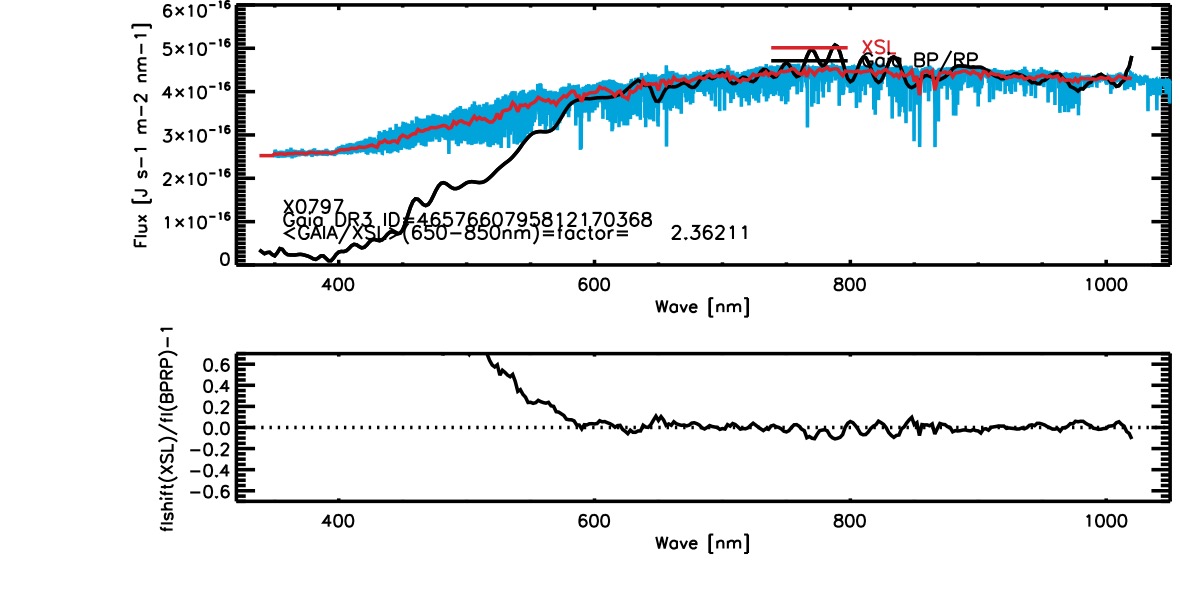 6×10−16
5×10−16
4×10−16
3×10−16
2×10−16
1×10−16
0
Flux [J s−1 m−2 nm−1]
XSL
Gaia BP/RP
X0797
Gaia DR3 ID=4657660795812170368
<GAIA/XSL>(650−850nm)=factor= 2.36211
400 600 800 1000
Wave [nm]
flshift(XSL)/fl(BPRP)−1
0.6
0.4
0.2
0.0
−0.2
−0.4
−0.6
400 600 800 1000
Wave [nm]